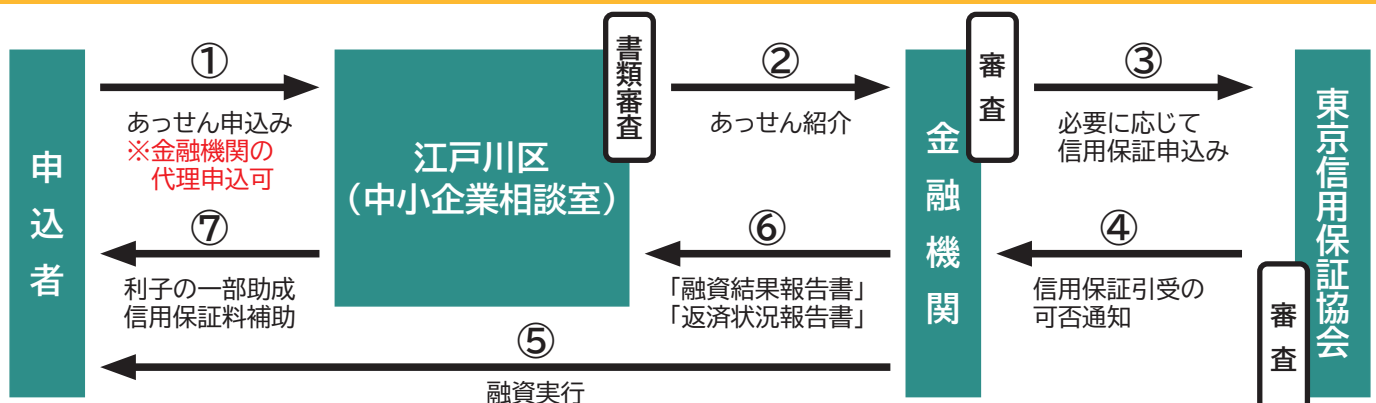 申込者
①
あっせん申込み
※金融機関の
代理申込可
江戸川区
（中小企業相談室）
書類審査
②
あっせん紹介
金融機関
審査
③
必要に応じて
信用保証申込み
東京信用保証協会
審査
④
信用保証引受の
可否通知
⑤
融資実行
⑥
「融資結果報告書」
「返済状況報告書」
⑦
利子の一部助成
信用保証料補助